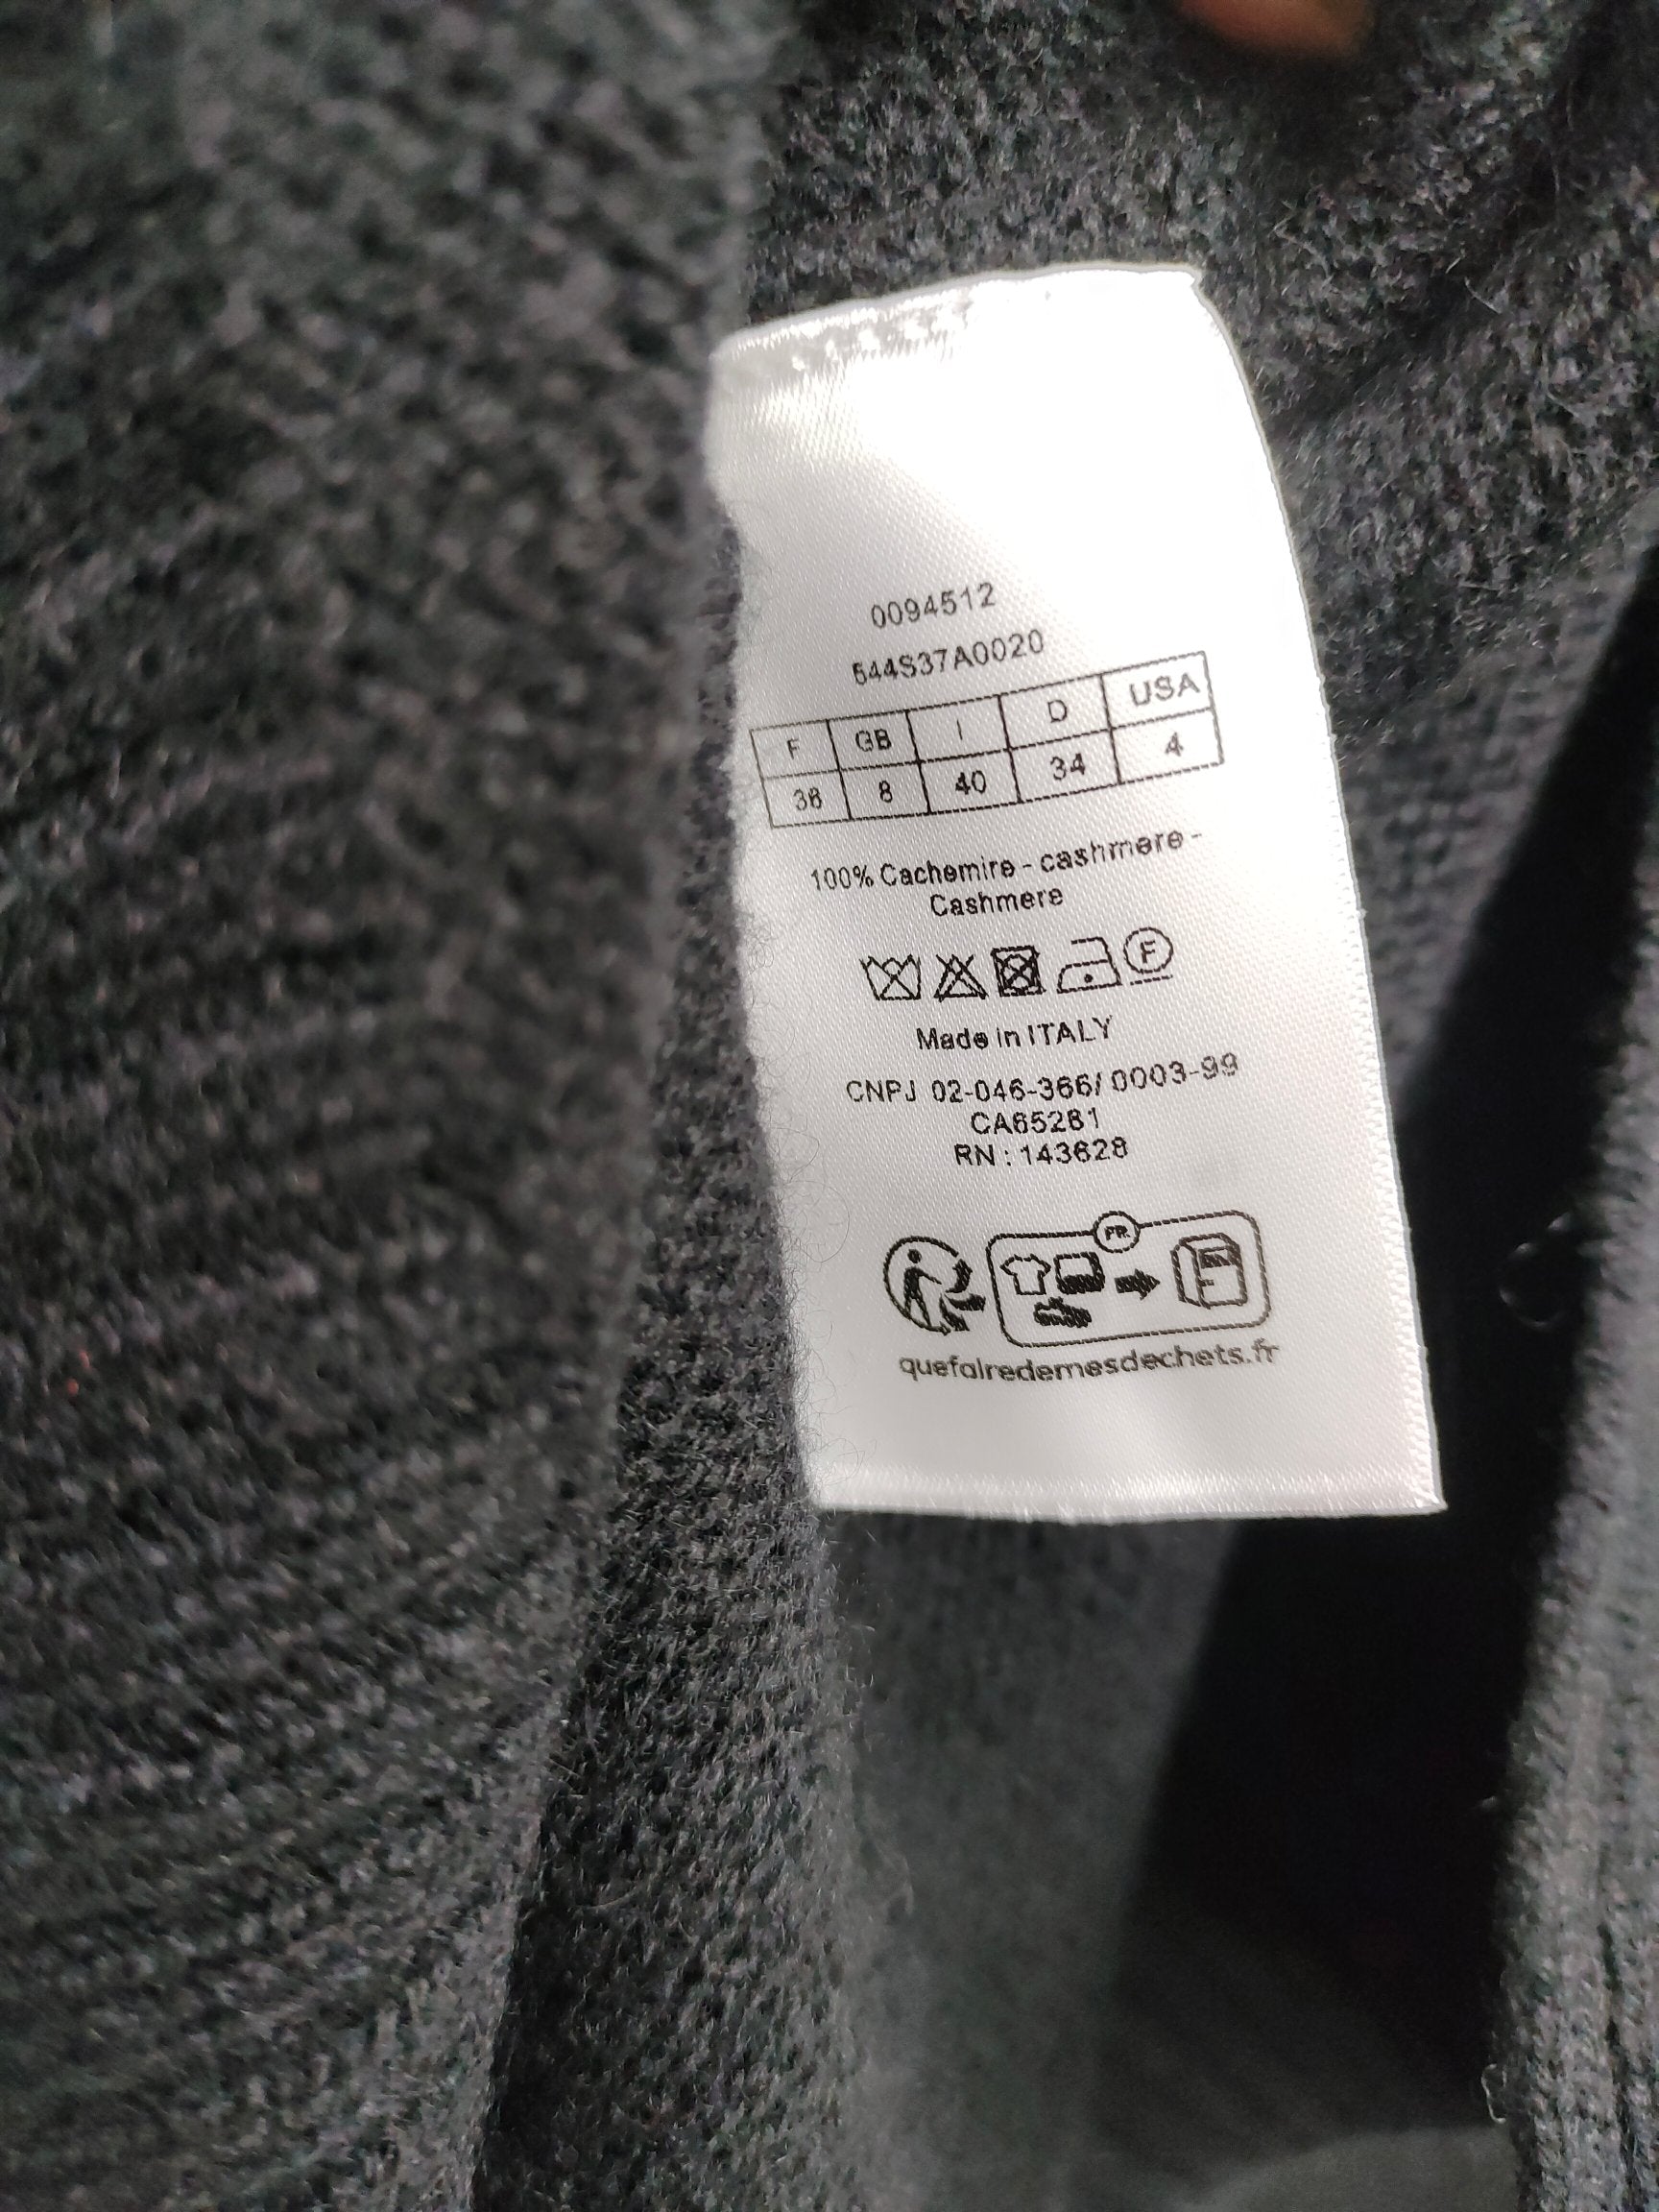 0094512
544S37A0020
F GB I D USA
36 8 40 34 4
100% Cachemire - cashmere -
Cashmere
F
Made in ITALY
CNPJ 02-046-366/ 0003-99
CA65281
RN : 143628
FR
quefairedemesdechets.fr